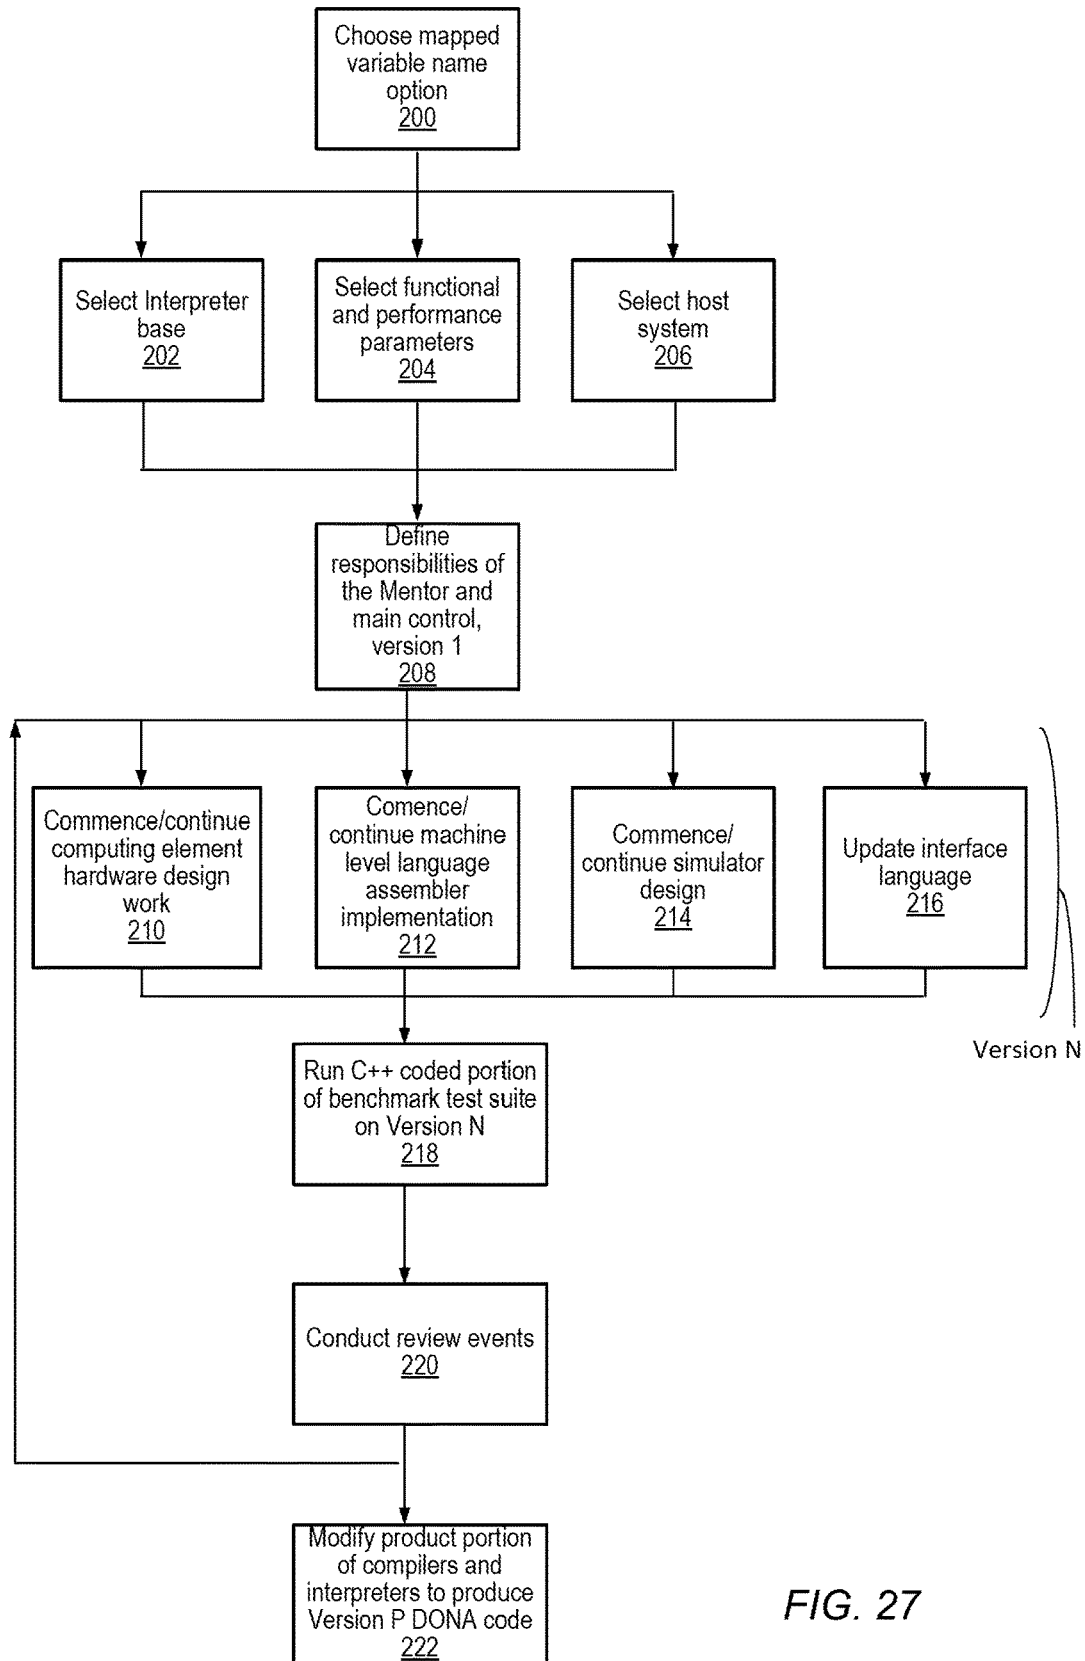 Choose mapped
variable name
option
200
Select Interpreter
base
202
Select functional
and performance
parameters
204
Select host
system
206
Define
responsibilities of
the Mentor and
main control,
version 1
208
Commence/continue
computing element
hardware design
work
210
Comence/
continue machine
level language
assembler
implementation
212
Commence/
continue simulator
design
214
Update interface
language
216
Version N
Run C++ coded portion
of benchmark test suite
on Version N
218
Conduct review events
220
Modify product portion
of compilers and
interpreters to produce
Version P DONA code
222
FIG. 27